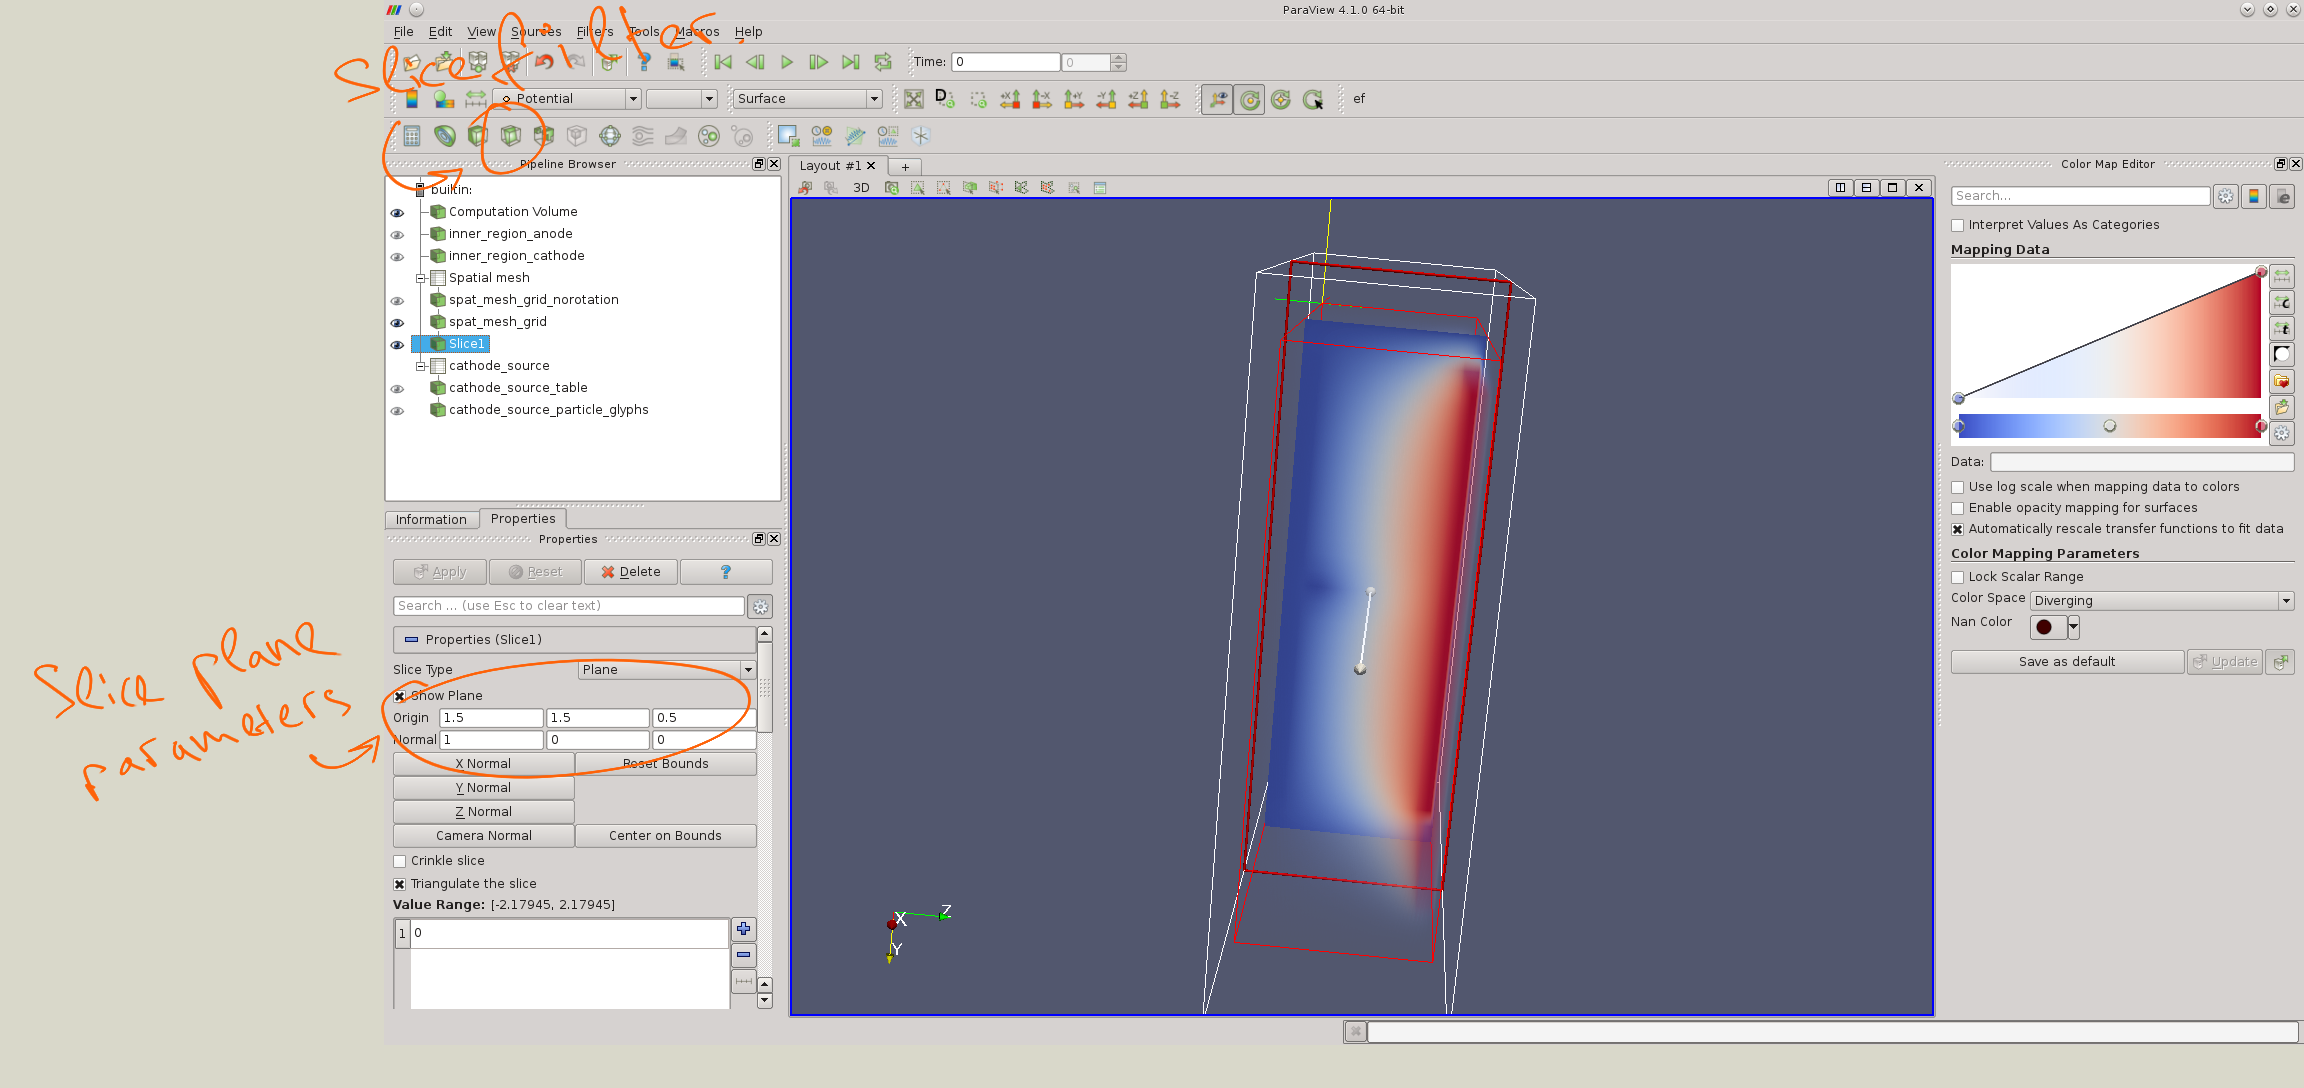 ParaView 4.1.0 64-bit
File Edit View Sources Filters Tools Macros Help
Slice filter.
Time: 0 0
Potential Surface ef
Pipeline Browser
builtin:
Computation Volume
inner_region_anode
inner_region_cathode
Spatial mesh
spat_mesh_grid_norotation
spat_mesh_grid
Slice1
cathode_source
cathode_source_table
cathode_source_particle_glyphs
Information Properties
Properties
Apply Reset Delete ?
Search ... (use Esc to clear text)
Properties (Slice1)
Slice Type Plane
Show Plane
Origin 1.5 1.5 0.5
Normal 1 0 0
X Normal Reset Bounds
Y Normal
Z Normal
Camera Normal Center on Bounds
Crinkle slice
Triangulate the slice
Value Range: [-2.17945, 2.17945]
1 0
Slice plane
parameters
Layout #1 +
3D
X
Z
Y
Color Map Editor
Search...
Interpret Values As Categories
Mapping Data
Data:
Use log scale when mapping data to colors
Enable opacity mapping for surfaces
Automatically rescale transfer functions to fit data
Color Mapping Parameters
Lock Scalar Range
Color Space Diverging
Nan Color
Save as default Update